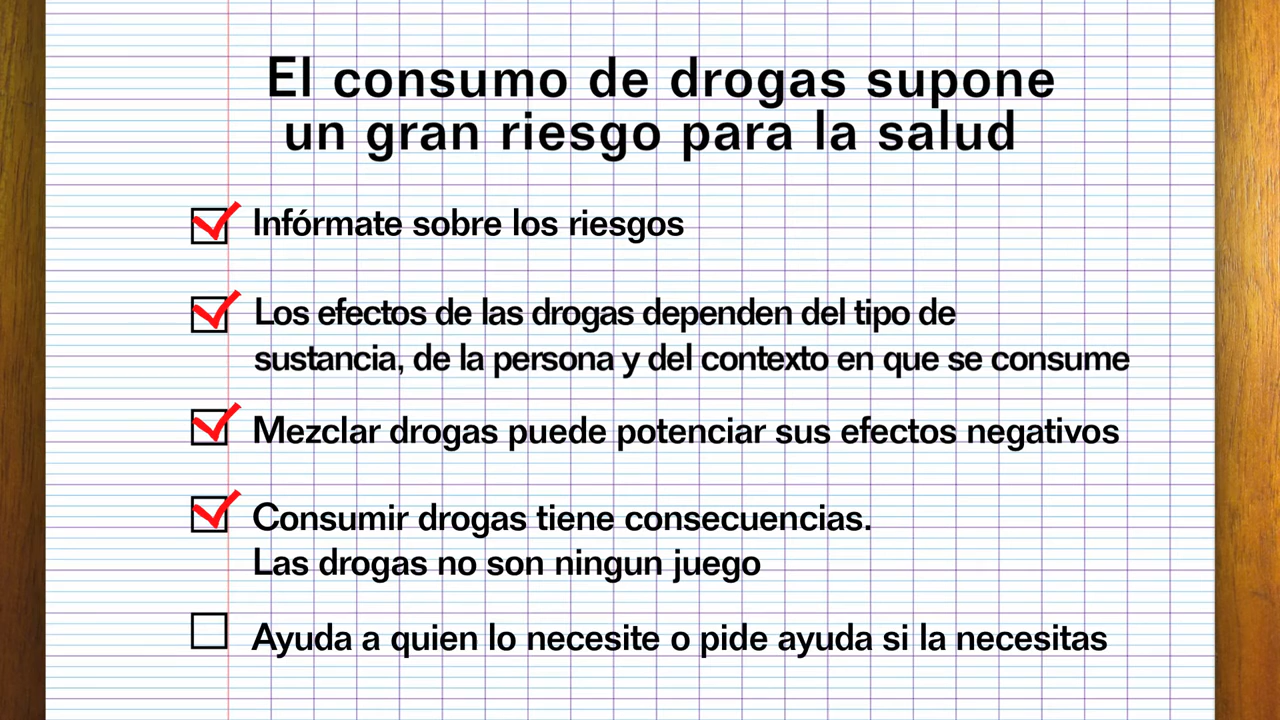 El consumo de drogas supone
un gran riesgo para la salud
Infórmate sobre los riesgos
Los efectos de las drogas dependen del tipo de
sustancia, de la persona y del contexto en que se consume
Mezclar drogas puede potenciar sus efectos negativos
Consumir drogas tiene consecuencias.
Las drogas no son ningun juego
Ayuda a quien lo necesite o pide ayuda si la necesitas